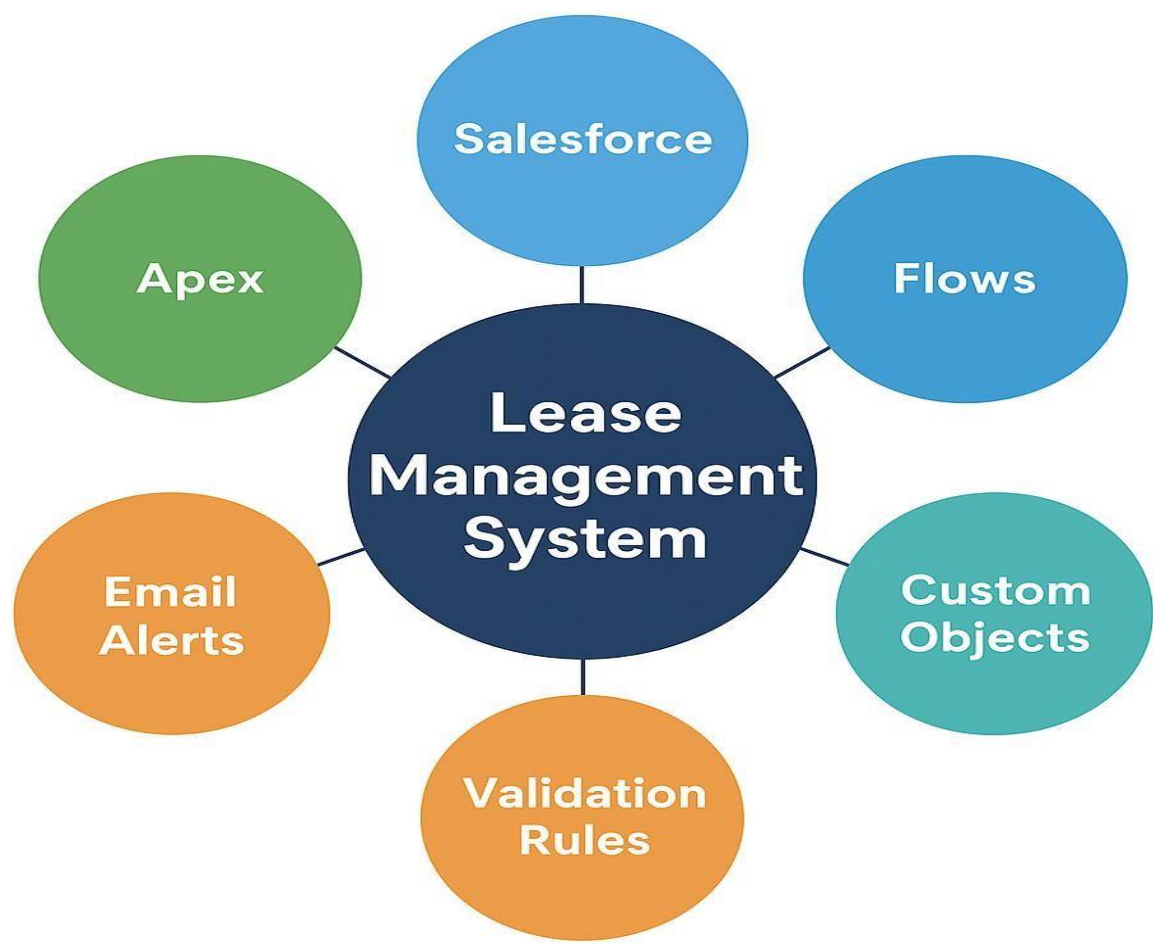 Salesforce
Apex
Flows
Lease
Management
System
Email
Alerts
Custom
Objects
Validation
Rules